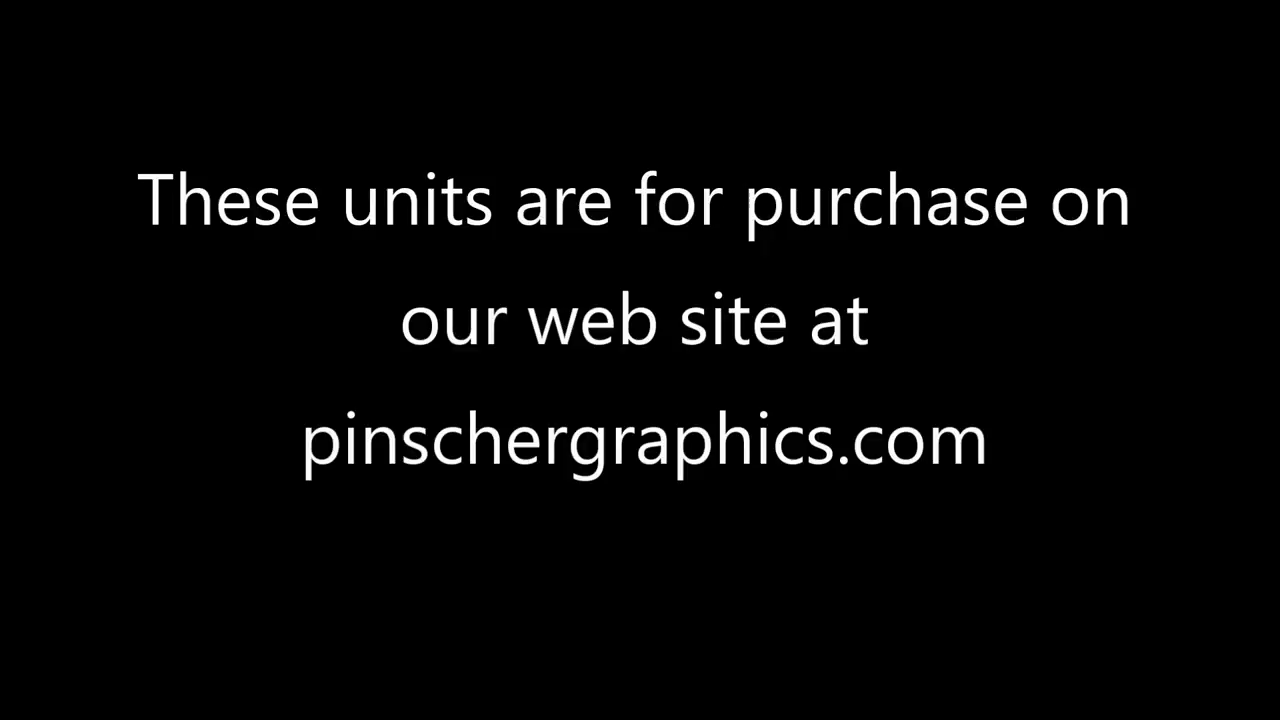 These units are for purchase on
our web site at
pinschergraphics.com